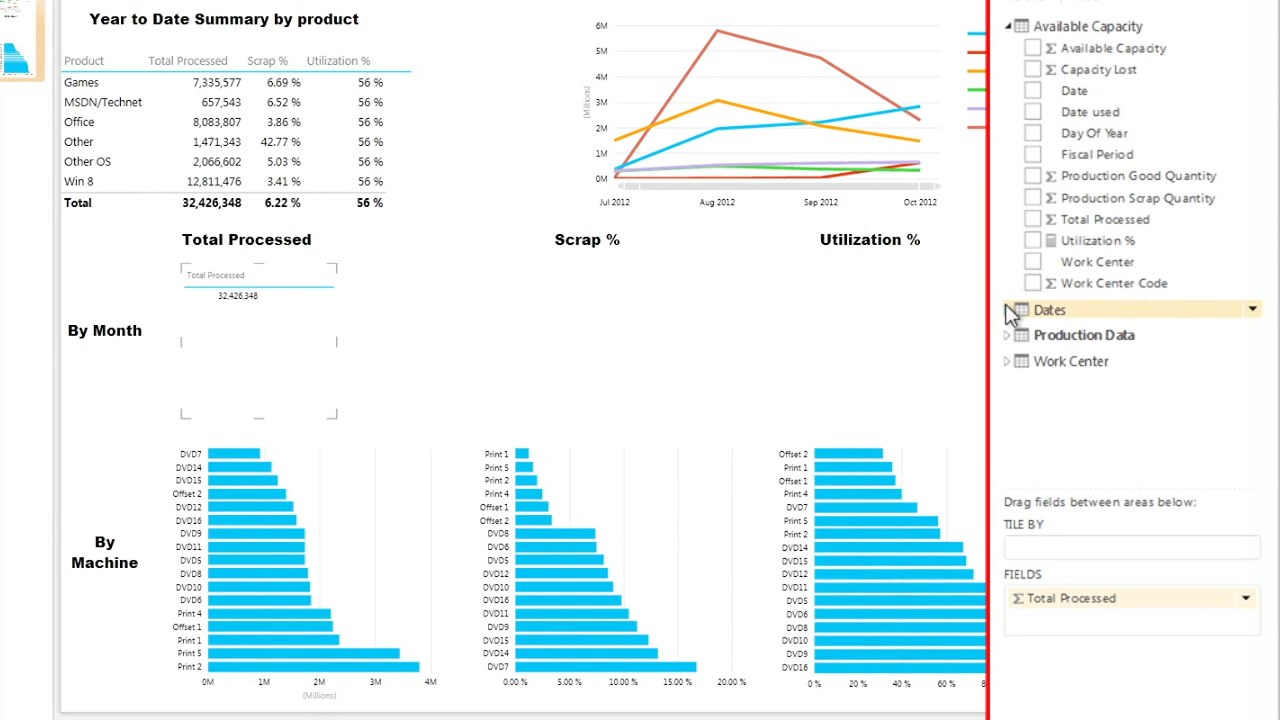 Year to Date Summary by product
Product Total Processed Scrap % Utilization %
Games 7,335,577 6.69 % 56 %
MSDN/Technet 657,543 6.52 % 56 %
Office 8,083,807 3.85 % 56 %
Other 1,471,343 42.77 % 56 %
Other OS 2,066,602 5.03 % 56 %
Win 8 12,811,476 3.41 % 56 %
Total 32,426,348 6.22 % 56 %
6M
5M
4M
3M
2M
1M
0M
(Millions)
Jul 2012 Aug 2012 Sep 2012 Oct 2012
Total Processed Scrap % Utilization %
Total Processed
32,426,348
By Month
By
Machine
DVD7
DVD14
DVD15
Offset 2
DVD12
DVD16
DVD9
DVD11
DVD5
DVD8
DVD10
DVD6
Print 4
Offset 1
Print 1
Print 5
Print 2
0M 1M 2M 3M 4M
(Millions)
Print 1
Print 5
Print 2
Print 4
Offset 1
Offset 2
DVD8
DVD6
DVD5
DVD12
DVD10
DVD16
DVD11
DVD9
DVD15
DVD14
DVD7
0.00 % 5.00 % 10.00 % 15.00 % 20.00 %
Offset 2
Print 1
Offset 1
Print 4
DVD7
Print 5
Print 2
DVD14
DVD15
DVD12
DVD11
DVD5
DVD6
DVD8
DVD10
DVD9
DVD16
0 % 20 % 40 % 60 %
Available Capacity
Σ Available Capacity
Σ Capacity Lost
Date
Date used
Day Of Year
Fiscal Period
Σ Production Good Quantity
Σ Production Scrap Quantity
Σ Total Processed
Utilization %
Work Center
Σ Work Center Code
Dates
Production Data
Work Center
Drag fields between areas below:
TILE BY
FIELDS
Σ Total Processed